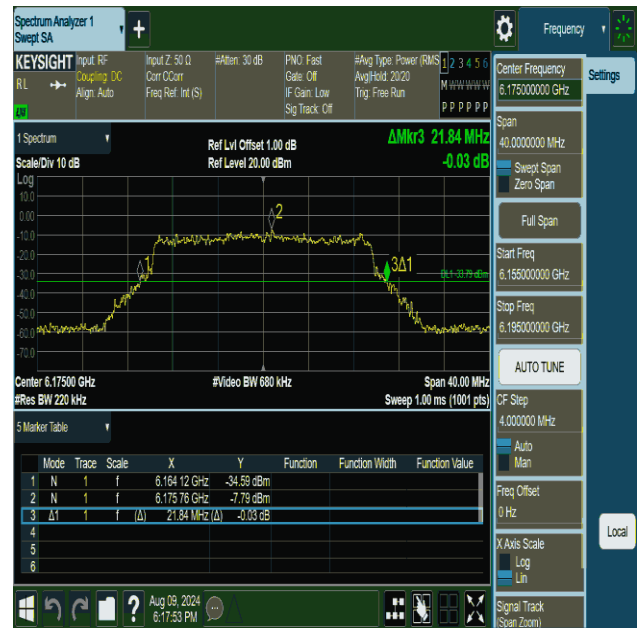 Spectrum Analyzer 1
Swept SA
+
Frequency
KEYSIGHT
RL
Input: RF
Coupling: DC
Align: Auto
Input Z: 50 Ω
Corr CCorr
Freq Ref: Int (S)
#Atten: 30 dB
PNO: Fast
Gate: Off
IF Gain: Low
Sig Track: Off
#Avg Type: Power (RMS
Avg|Hold: 20/20
Trig: Free Run
1 2 3 4 5 6
M W W W W W
P P P P P P
1 Spectrum
Scale/Div 10 dB
Ref Lvl Offset 1.00 dB
Ref Level 20.00 dBm
ΔMkr3 21.84 MHz
-0.03 dB
Log
10.0
0.00
-10.0
-20.0
-30.0
-40.0
-50.0
-60.0
-70.0
1
2
3Δ1
DL1 -33.79 dBm
Center 6.17500 GHz
#Res BW 220 kHz
#Video BW 680 kHz
Span 40.00 MHz
Sweep 1.00 ms (1001 pts)
5 Marker Table
Mode Trace Scale X Y Function Function Width Function Value
1 N 1 f 6.164 12 GHz -34.59 dBm
2 N 1 f 6.175 76 GHz -7.79 dBm
3 Δ1 1 f (Δ) 21.84 MHz (Δ) -0.03 dB
4
5
6
Aug 09, 2024
6:17:53 PM
Center Frequency
6.175000000 GHz
Settings
Span
40.0000000 MHz
Swept Span
Zero Span
Full Span
Start Freq
6.155000000 GHz
Stop Freq
6.195000000 GHz
AUTO TUNE
CF Step
4.000000 MHz
Auto
Man
Freq Offset
0 Hz
X Axis Scale
Log
Lin
Local
Signal Track
(Span Zoom)